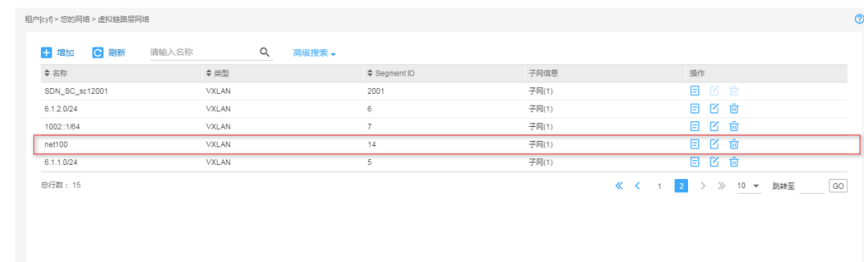 租户[cyf] > 您的网络 > 虚拟链路层网络
增加 刷新 请输入名称 高级搜索
名称 类型 Segment ID 子网信息 操作
SDN_SC_sc12001 VXLAN 2001 子网(1)
6.1.2.0/24 VXLAN 6 子网(1)
1002::1/64 VXLAN 7 子网(1)
net100 VXLAN 14 子网(1)
6.1.1.0/24 VXLAN 5 子网(1)
总行数： 15 1 2 10 跳转至 GO